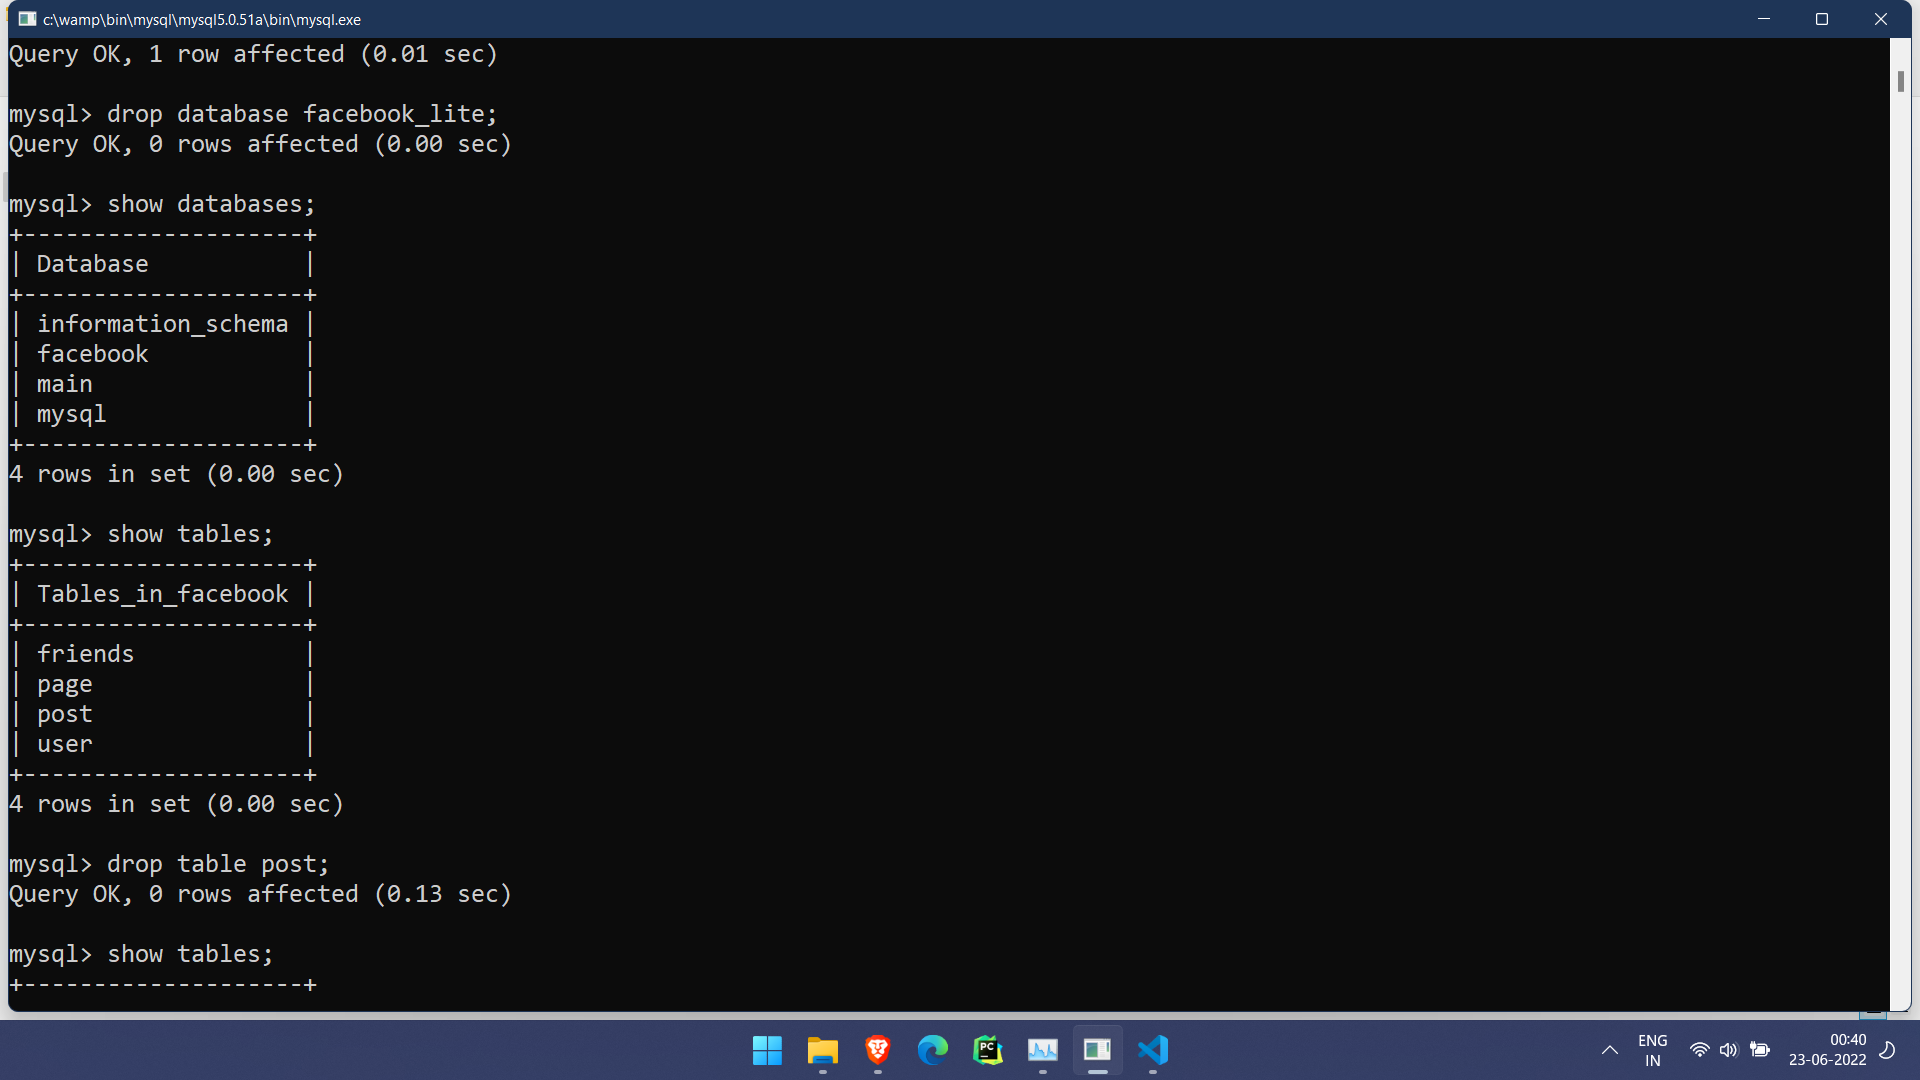 c:\wamp\bin\mysql\mysql5.0.51a\bin\mysql.exe
Query OK, 1 row affected (0.01 sec)
mysql> drop database facebook_lite;
Query OK, 0 rows affected (0.00 sec)
mysql> show databases;
+--------------------+
| Database           |
+--------------------+
| information_schema |
| facebook           |
| main               |
| mysql              |
+--------------------+
4 rows in set (0.00 sec)
mysql> show tables;
+--------------------+
| Tables_in_facebook |
+--------------------+
| friends            |
| page               |
| post               |
| user               |
+--------------------+
4 rows in set (0.00 sec)
mysql> drop table post;
Query OK, 0 rows affected (0.13 sec)
mysql> show tables;
+--------------------+
PC
ENG
IN
00:40
23-06-2022